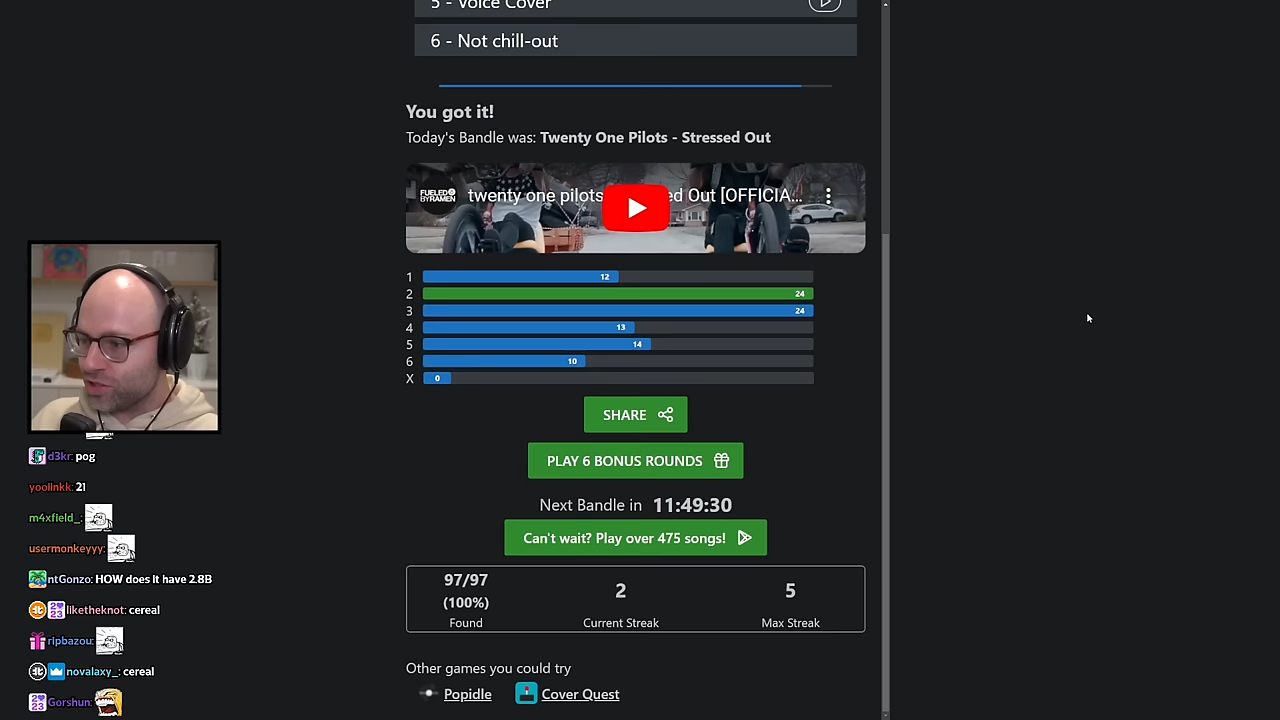 5 - Voice Cover
6 - Not chill-out
You got it!
Today's Bandle was: Twenty One Pilots - Stressed Out
FUELED BY RAMEN
twenty one pilots ed Out [OFFICIA...
1 12
2 24
3 24
4 13
5 14
6 10
X 0
SHARE
PLAY 6 BONUS ROUNDS
Next Bandle in 11:49:30
Can't wait? Play over 475 songs!
97/97 2 5
(100%)
Found Current Streak Max Streak
Other games you could try
Popidle Cover Quest
d3kr: pog
yoolinkk: 21
m4xfield_:
usermonkeyyy:
ntGonzo: HOW does it have 2.8B
liketheknot: cereal
ripbazou:
novalaxy_: cereal
Gorshun: